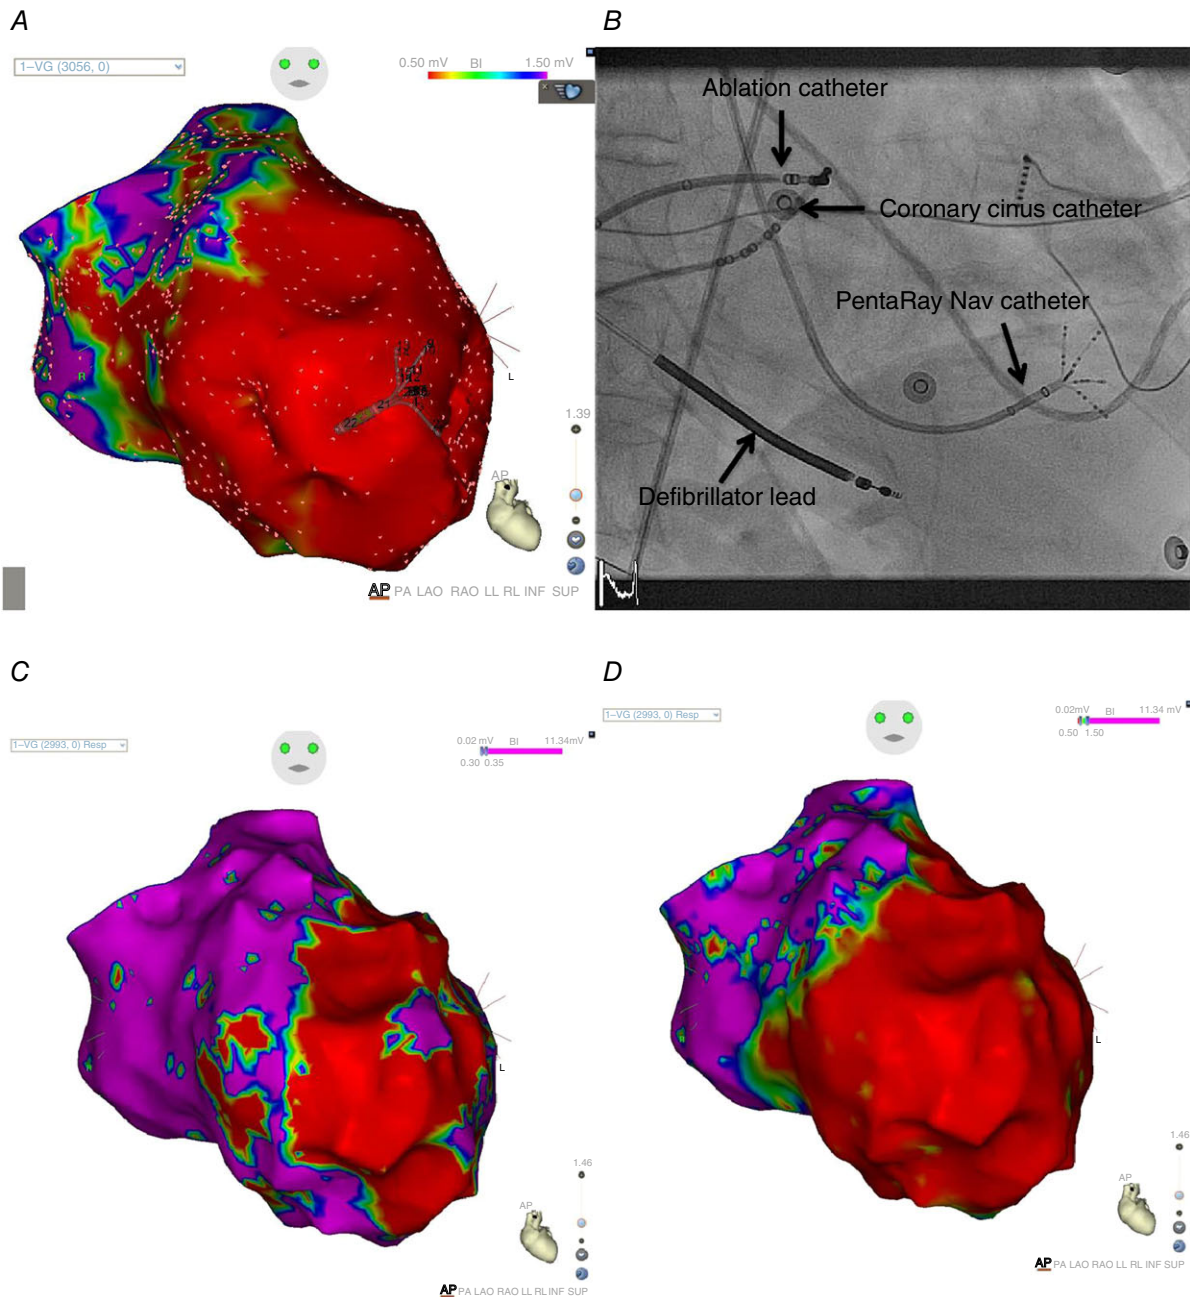 A
1–VG (3056, 0)
0.50 mV BI 1.50 mV
R
L
1.39
AP
AP PA LAO RAO LL RL INF SUP
B
Ablation catheter
Coronary cinus catheter
PentaRay Nav catheter
Defibrillator lead
C
1–VG (2993, 0) Resp
0.02 mV BI 11.34mV
0.30 0.35
L
1.46
AP
AP PA LAO RAO LL RL INF SUP
D
1–VG (2993, 0) Resp
0.02mV BI 11.34 mV
0.50 1.50
L
1.46
AP
AP PA LAO RAO LL RL INF SUP